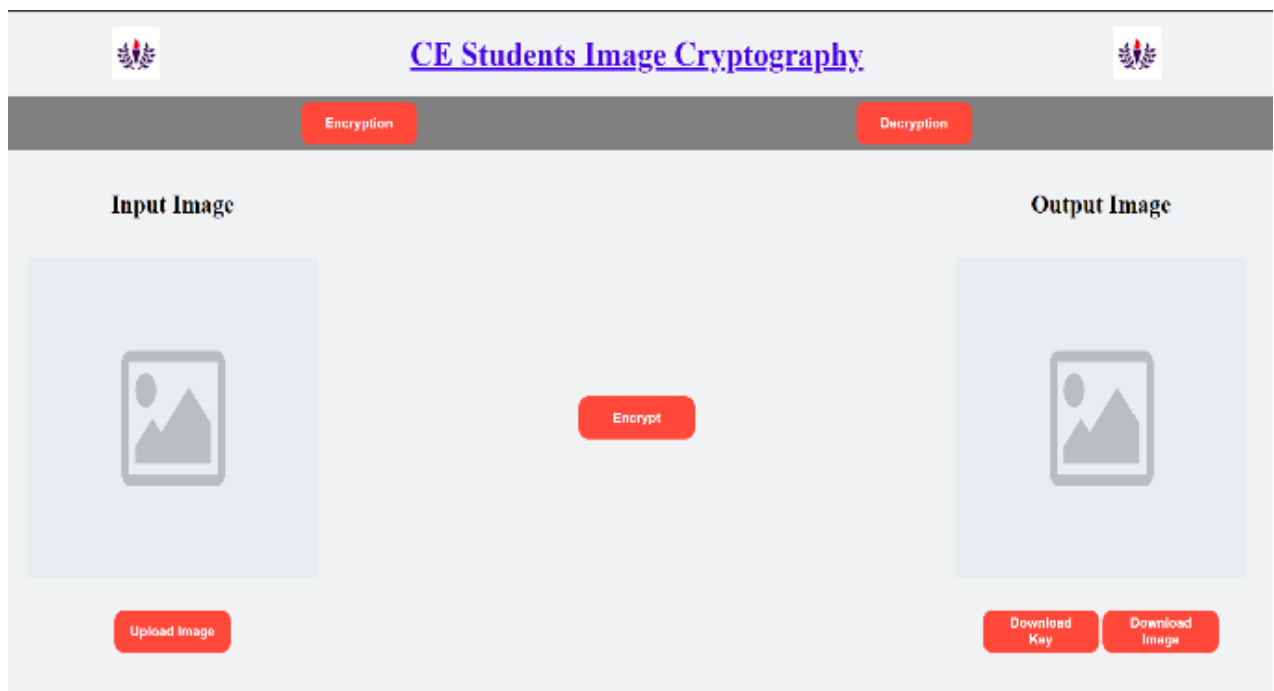 CE Students Image Cryptography
Encryption
Decryption
Input Image
Output Image
Encrypt
Upload Image
Download
Key
Download
Image